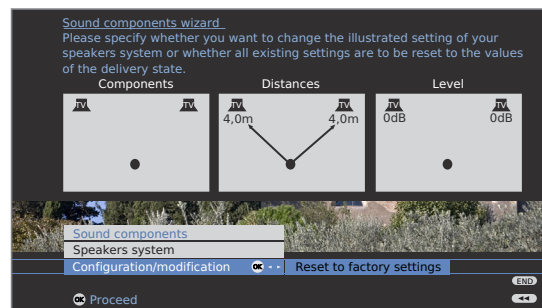 Sound components wizard
Please specify whether you want to change the illustrated setting of your
speakers system or whether all existing settings are to be reset to the values
of the delivery state.
Components Distances Level
TV TV TV TV TV TV
4,0m 4,0m 0dB 0dB
Sound components
Speakers system
Configuration/modification OK Reset to factory settings
END
OK Proceed